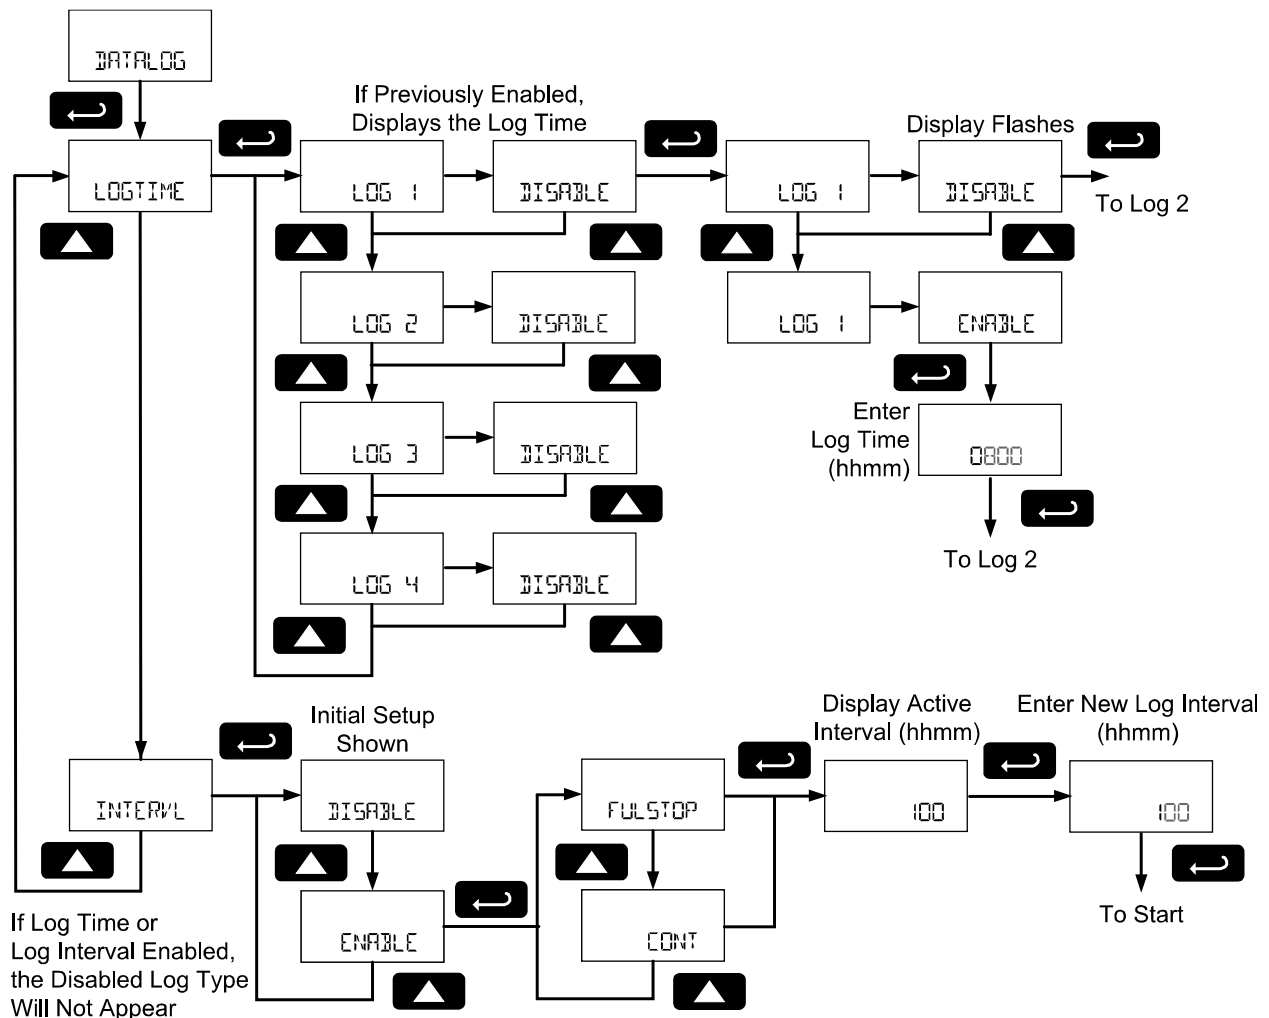 DATALOG
If Previously Enabled,
Displays the Log Time
Display Flashes
LOGTIME
LOG 1
DISABLE
LOG 1
DISABLE
To Log 2
LOG 2
DISABLE
LOG 1
ENABLE
LOG 3
DISABLE
Enter
Log Time
(hhmm)
0800
To Log 2
LOG 4
DISABLE
Initial Setup
Shown
Display Active
Interval (hhmm)
Enter New Log Interval
(hhmm)
INTERVL
DISABLE
FULSTOP
100
100
ENABLE
CONT
To Start
If Log Time or
Log Interval Enabled,
the Disabled Log Type
Will Not Appear